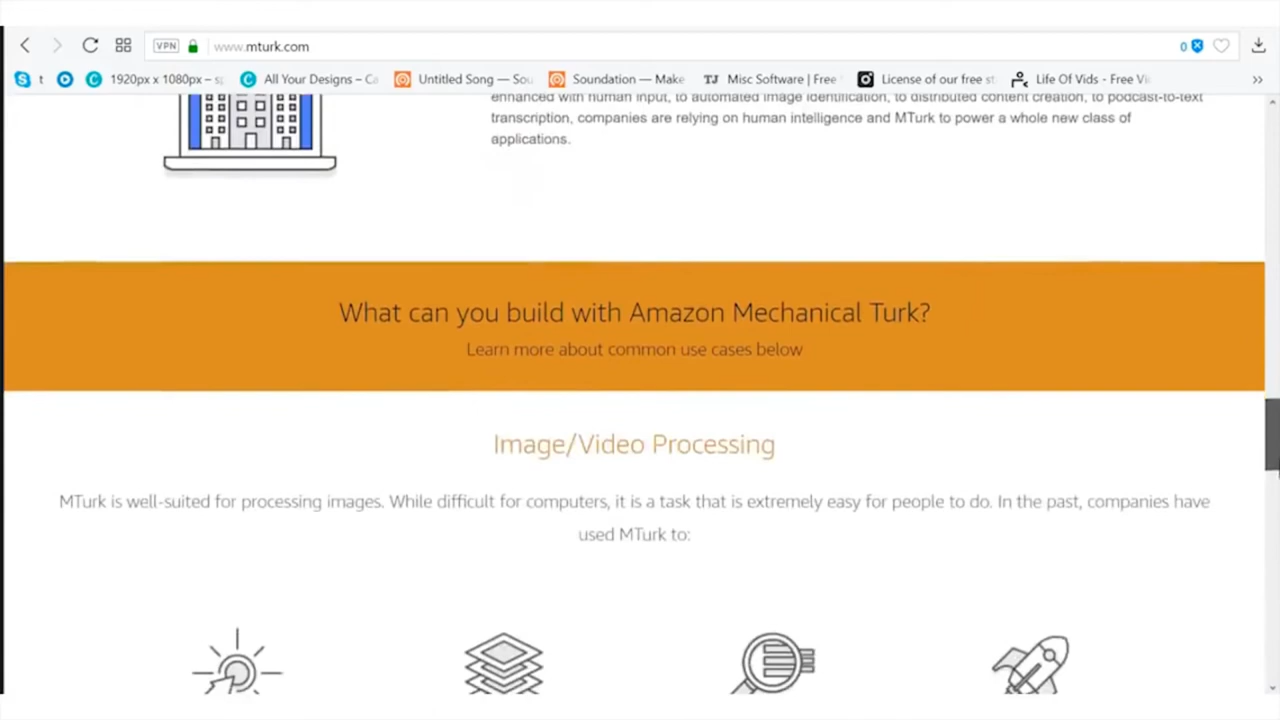 VPN
www.mturk.com
0
t
1920px x 1080px – s
All Your Designs – Ca
Untitled Song — Sou
Soundation — Make
TJ Misc Software | Free
License of our free st
Life Of Vids - Free Vi
»
enhanced with human input, to automated image identification, to distributed content creation, to podcast-to-text
transcription, companies are relying on human intelligence and MTurk to power a whole new class of
applications.
What can you build with Amazon Mechanical Turk?
Learn more about common use cases below
Image/Video Processing
MTurk is well-suited for processing images. While difficult for computers, it is a task that is extremely easy for people to do. In the past, companies have
used MTurk to: